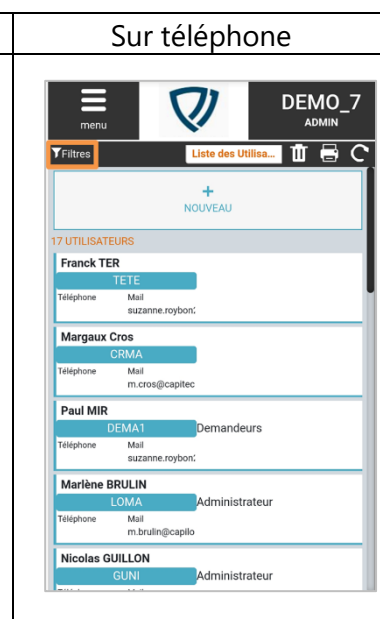 Sur téléphone
menu
DEMO_7
ADMIN
Filtres
Liste des Utilisa...
+
NOUVEAU
17 UTILISATEURS
Franck TER
TETE
Téléphone Mail
suzanne.roybon
Margaux Cros
CRMA
Téléphone Mail
m.cros@capitec
Paul MIR
DEMA1 Demandeurs
Téléphone Mail
suzanne.roybon
Marlène BRULIN
LOMA Administrateur
Téléphone Mail
m.brulin@capilo
Nicolas GUILLON
GUNI Administrateur